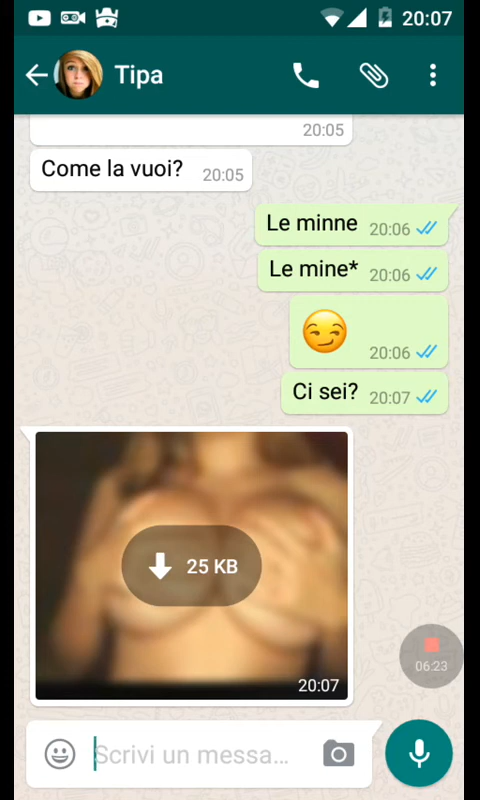 20:07
Tipa
20:05
Come la vuoi? 20:05
Le minne 20:06
Le mine* 20:06
20:06
Ci sei? 20:07
25 KB
20:07
06:23
Scrivi un messa...